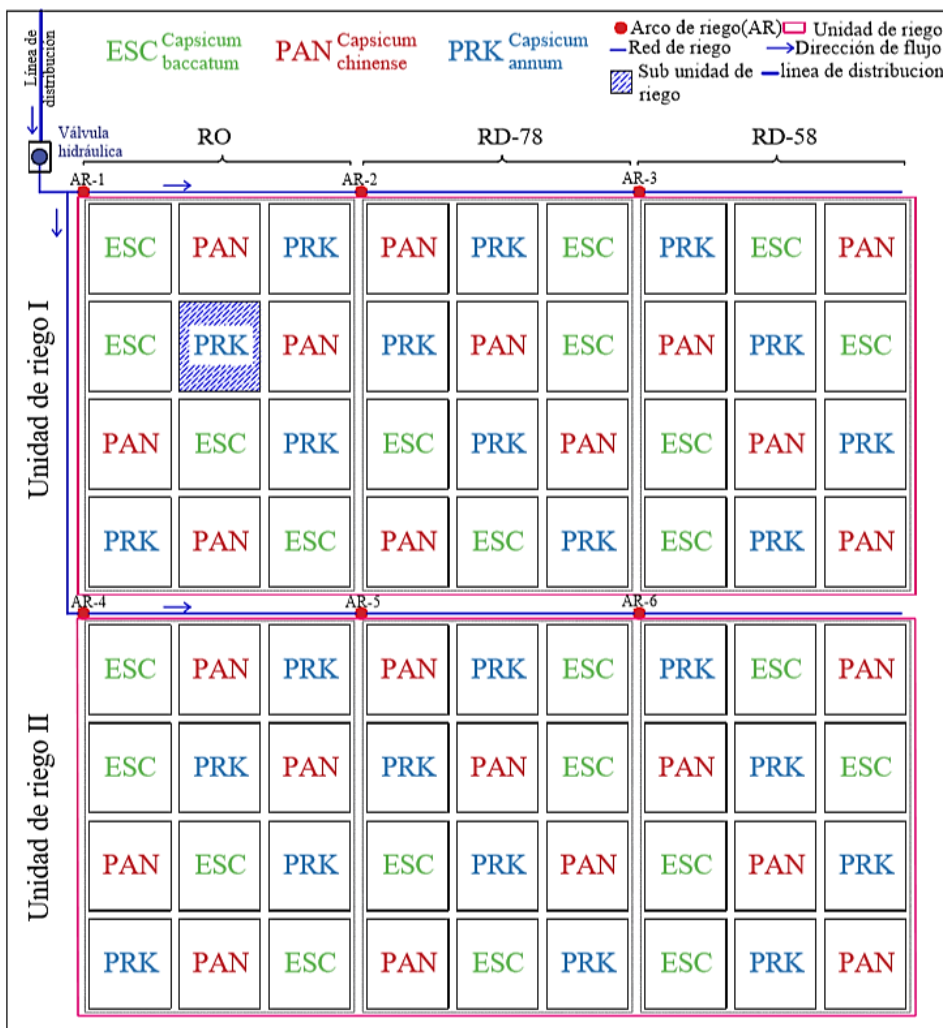 Línea de
distribucion
ESC Capsicum
baccatum
PAN Capsicum
chinense
PRK Capsicum
annum
Arco de riego(AR) Unidad de riego
Red de riego Dirección de flujo
Sub unidad de
riego
linea de distribucion
Válvula
hidráulica
RO RD-78 RD-58
AR-1 AR-2 AR-3
Unidad de riego I
ESC PAN PRK PAN PRK ESC PRK ESC PAN
ESC PRK PAN PRK PAN ESC PAN PRK ESC
PAN ESC PRK ESC PRK PAN ESC PAN PRK
PRK PAN ESC PAN ESC PRK ESC PRK PAN
AR-4 AR-5 AR-6
Unidad de riego II
ESC PAN PRK PAN PRK ESC PRK ESC PAN
ESC PRK PAN PRK PAN ESC PAN PRK ESC
PAN ESC PRK ESC PRK PAN ESC PAN PRK
PRK PAN ESC PAN ESC PRK ESC PRK PAN